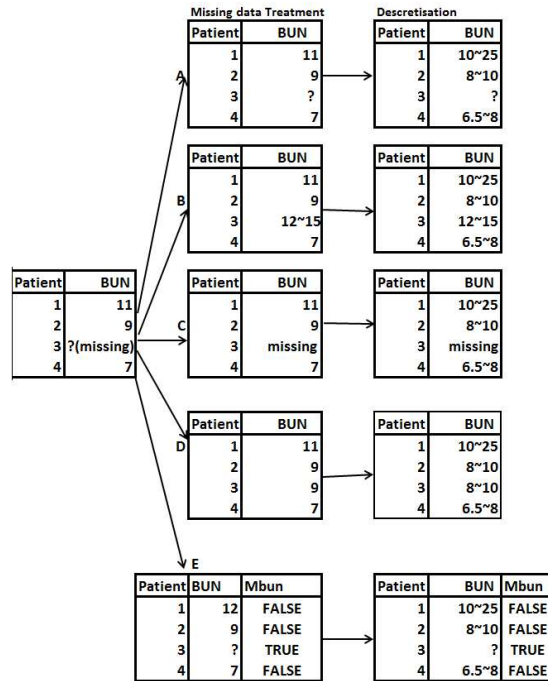 Missing data Treatment Descretisation
Patient BUN Patient BUN
1 11 1 10~25
A 2 9 2 8~10
3 ? 3 ?
4 7 4 6.5~8
Patient BUN Patient BUN
1 11 1 10~25
B 2 9 2 8~10
3 12~15 3 12~15
4 7 4 6.5~8
Patient BUN
1 11
2 9
3 ?(missing)
4 7
Patient BUN Patient BUN
1 11 1 10~25
C 2 9 2 8~10
3 missing 3 missing
4 7 4 6.5~8
Patient BUN Patient BUN
D 1 11 1 10~25
2 9 2 8~10
3 9 3 8~10
4 7 4 6.5~8
E
Patient BUN Mbun Patient BUN Mbun
1 12 FALSE 1 10~25 FALSE
2 9 FALSE 2 8~10 FALSE
3 ? TRUE 3 ? TRUE
4 7 FALSE 4 6.5~8 FALSE